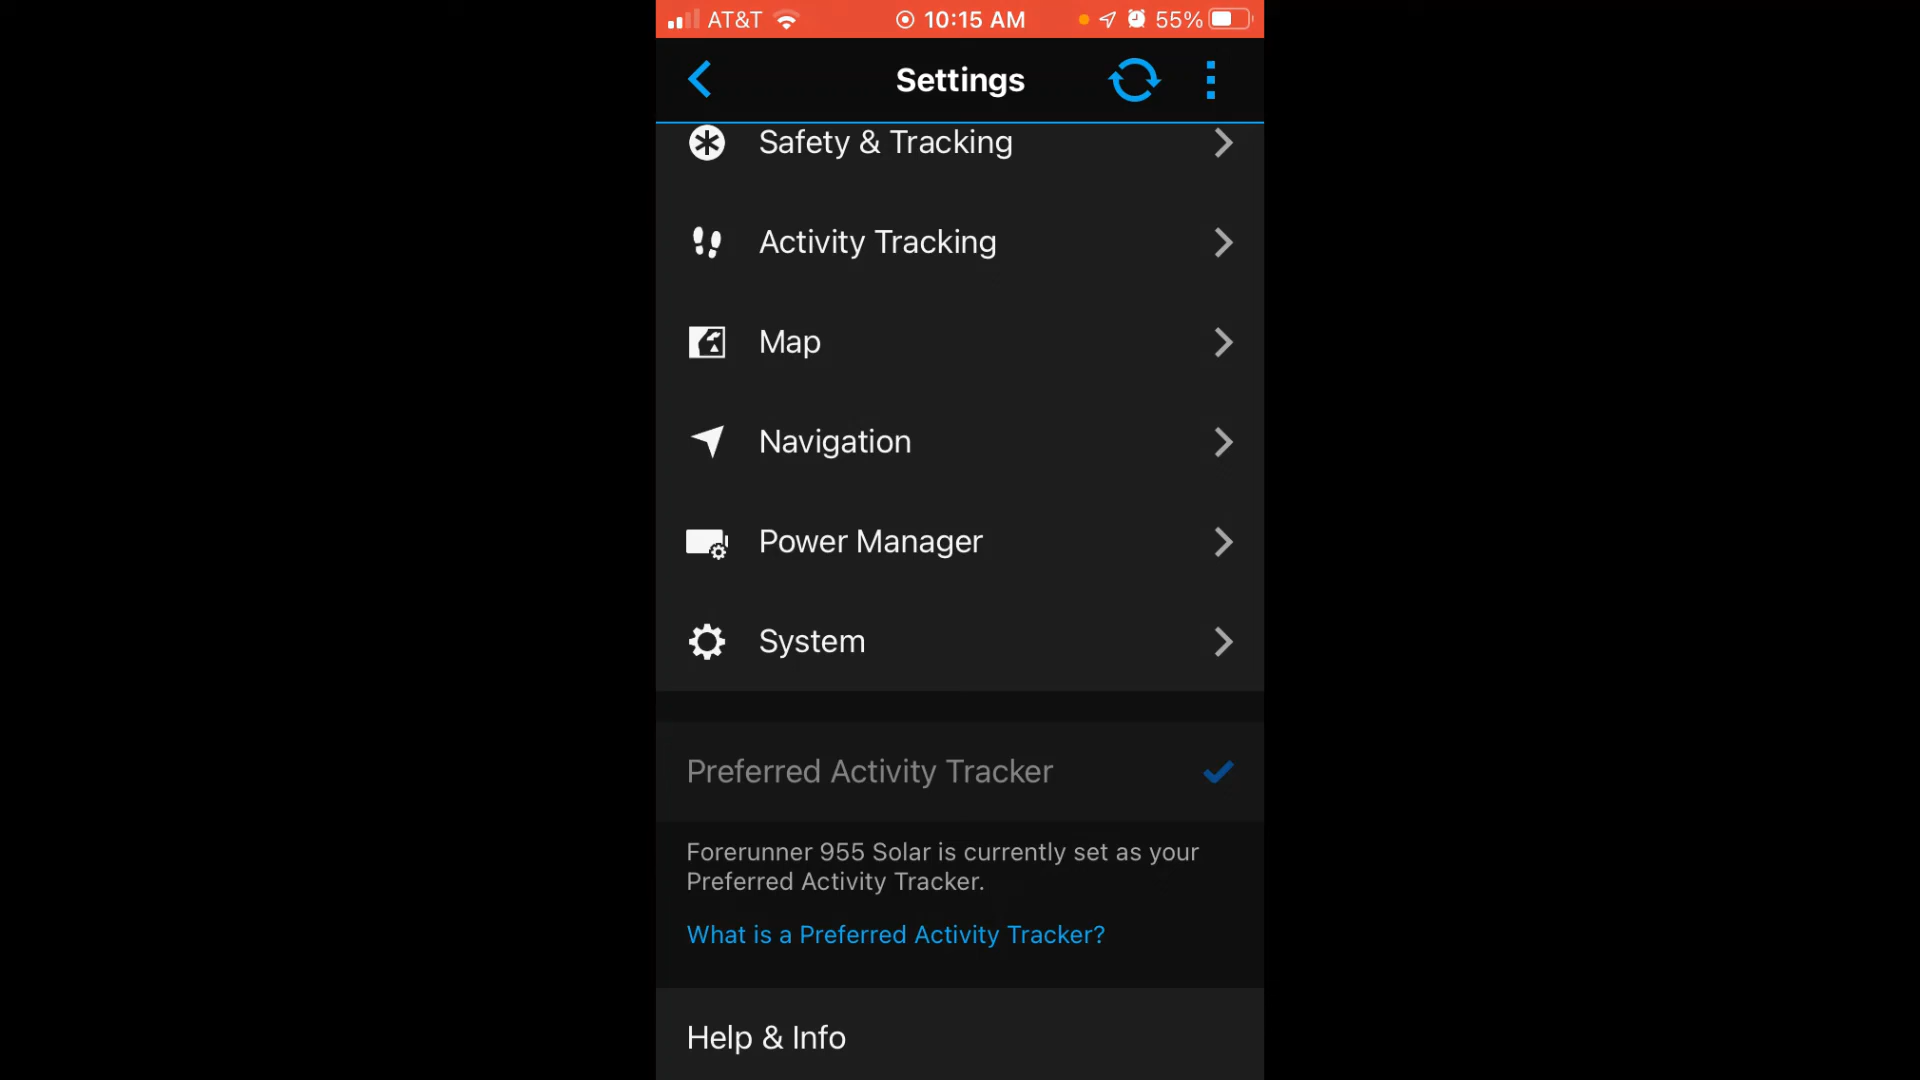 AT&T 10:15 AM 55%
Settings
Safety & Tracking
Activity Tracking
Map
Navigation
Power Manager
System
Preferred Activity Tracker
Forerunner 955 Solar is currently set as your
Preferred Activity Tracker.
What is a Preferred Activity Tracker?
Help & Info